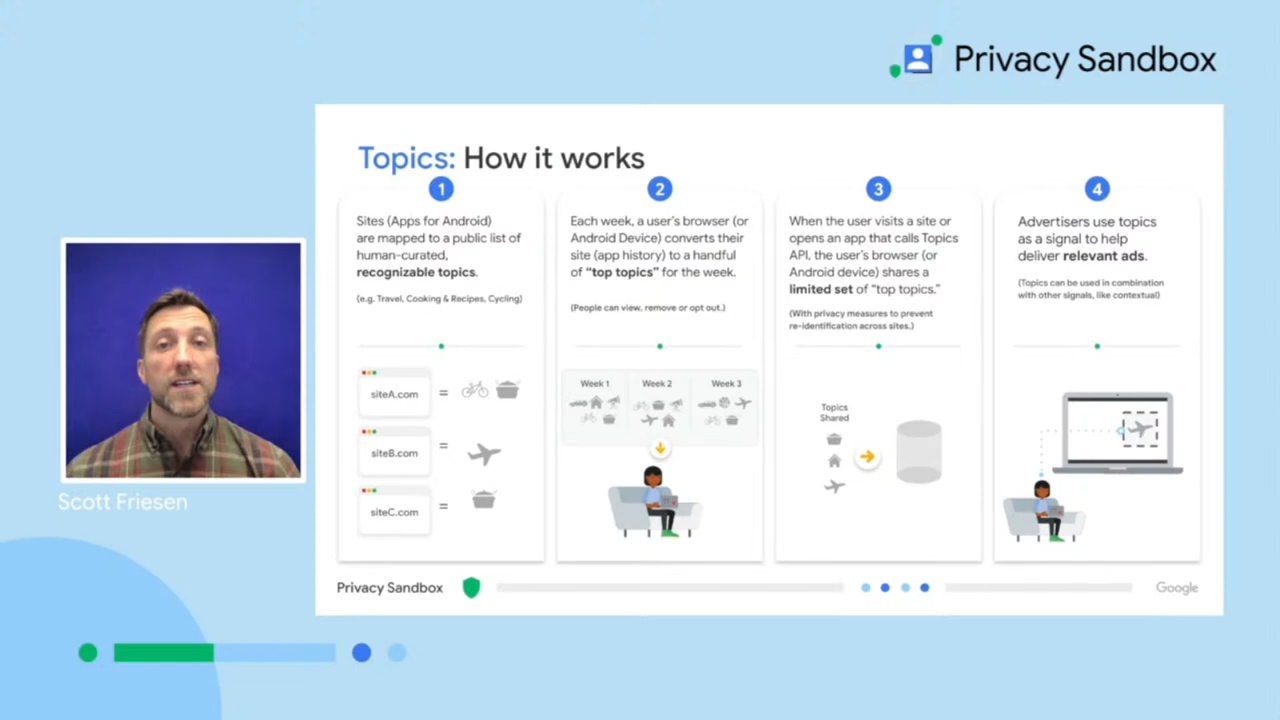 Privacy Sandbox
Topics: How it works
1
Sites (Apps for Android)
are mapped to a public list of
human-curated,
recognizable topics.
(e.g. Travel, Cooking & Recipes, Cycling)
siteA.com
=
siteB.com
=
siteC.com
=
2
Each week, a user's browser (or
Android Device) converts their
site (app history) to a handful
of “top topics” for the week.
(People can view, remove or opt out.)
Week 1
Week 2
Week 3
3
When the user visits a site or
opens an app that calls Topics
API, the user's browser (or
Android device) shares a
limited set of “top topics.”
(With privacy measures to prevent
re-identification across sites.)
Topics
Shared
4
Advertisers use topics
as a signal to help
deliver relevant ads.
(Topics can be used in combination
with other signals, like contextual)
Scott Friesen
Privacy Sandbox
Google